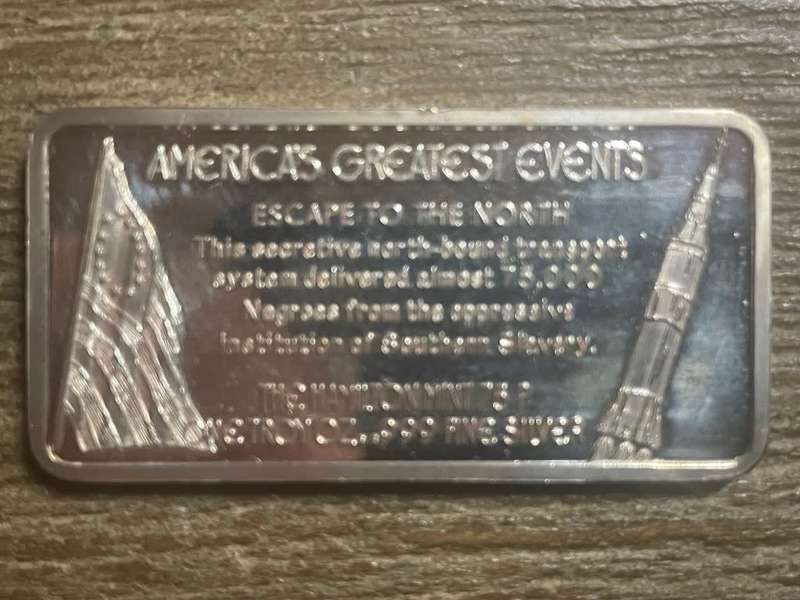 AMERICA'S GREATEST EVENTS
ESCAPE TO THE NORTH
This secretive north-bound transport
system delivered almost 75,000
Negroes from the oppressive
Institution of Southern Slavery.
THE HAMILTON MINT
ONE TROY OZ. .999 FINE SILVER